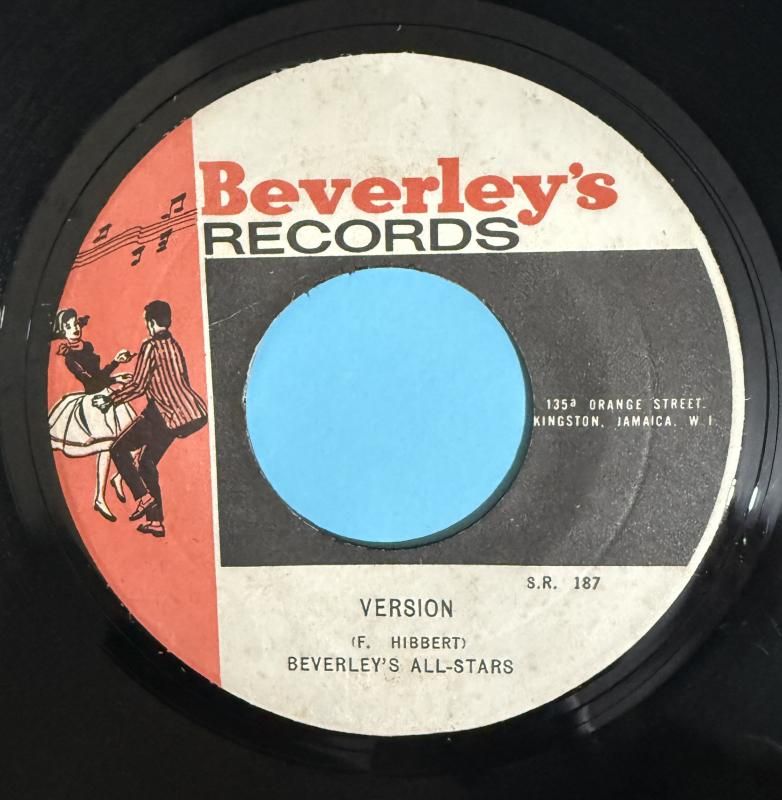 Beverley's
RECORDS
135a ORANGE STREET.
KINGSTON, JAMAICA. W.I
S.R. 187
VERSION
(F. HIBBERT)
BEVERLEY'S ALL-STARS